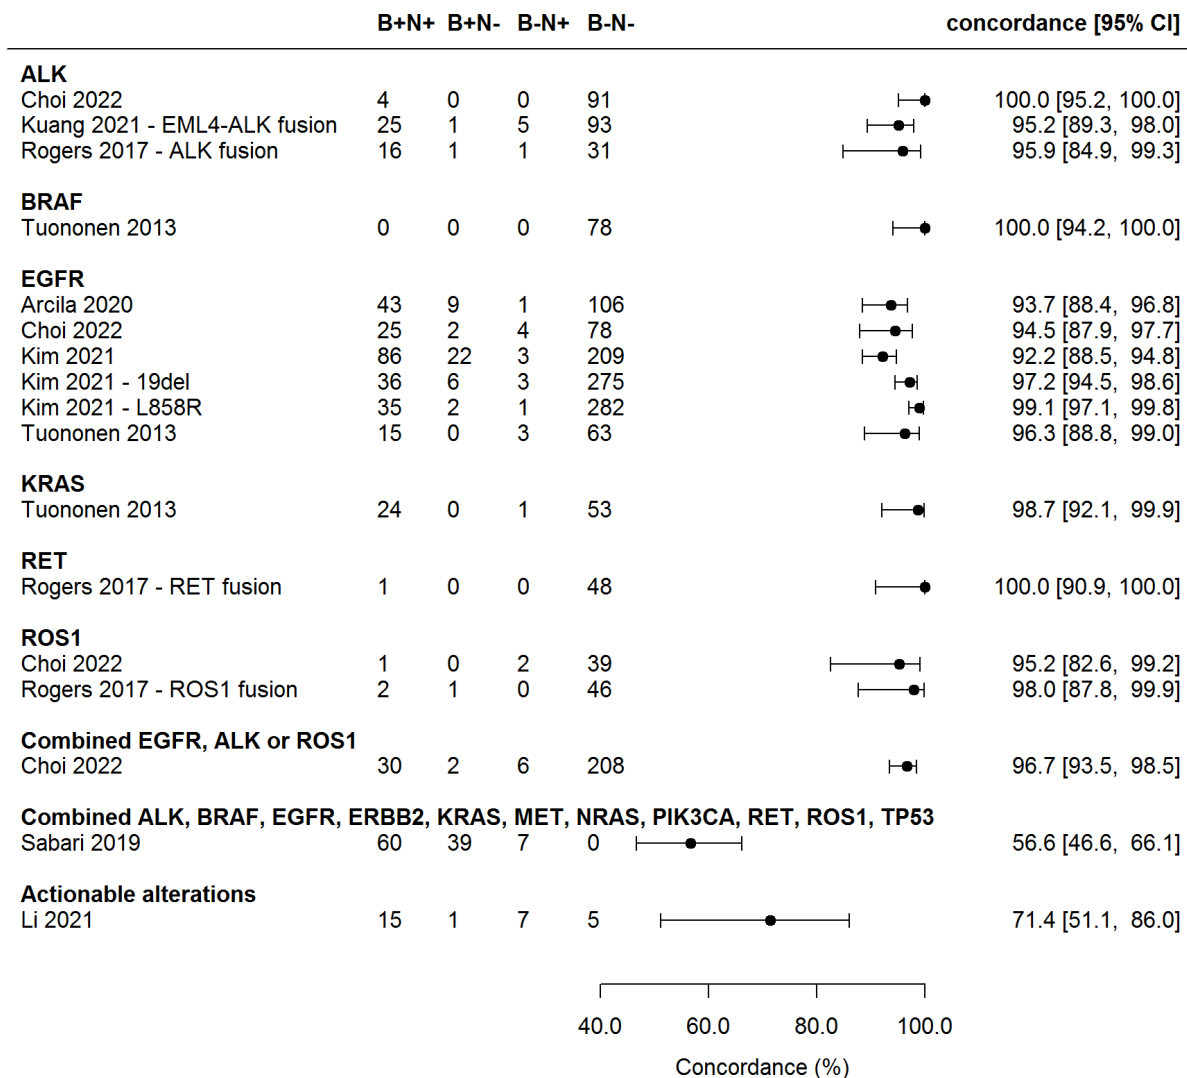 B+N+ B+N- B-N+ B-N- concordance [95% CI]
ALK
Choi 2022 4 0 0 91 100.0 [95.2, 100.0]
Kuang 2021 - EML4-ALK fusion 25 1 5 93 95.2 [89.3, 98.0]
Rogers 2017 - ALK fusion 16 1 1 31 95.9 [84.9, 99.3]
BRAF
Tuononen 2013 0 0 0 78 100.0 [94.2, 100.0]
EGFR
Arcila 2020 43 9 1 106 93.7 [88.4, 96.8]
Choi 2022 25 2 4 78 94.5 [87.9, 97.7]
Kim 2021 86 22 3 209 92.2 [88.5, 94.8]
Kim 2021 - 19del 36 6 3 275 97.2 [94.5, 98.6]
Kim 2021 - L858R 35 2 1 282 99.1 [97.1, 99.8]
Tuononen 2013 15 0 3 63 96.3 [88.8, 99.0]
KRAS
Tuononen 2013 24 0 1 53 98.7 [92.1, 99.9]
RET
Rogers 2017 - RET fusion 1 0 0 48 100.0 [90.9, 100.0]
ROS1
Choi 2022 1 0 2 39 95.2 [82.6, 99.2]
Rogers 2017 - ROS1 fusion 2 1 0 46 98.0 [87.8, 99.9]
Combined EGFR, ALK or ROS1
Choi 2022 30 2 6 208 96.7 [93.5, 98.5]
Combined ALK, BRAF, EGFR, ERBB2, KRAS, MET, NRAS, PIK3CA, RET, ROS1, TP53
Sabari 2019 60 39 7 0 56.6 [46.6, 66.1]
Actionable alterations
Li 2021 15 1 7 5 71.4 [51.1, 86.0]
40.0 60.0 80.0 100.0
Concordance (%)